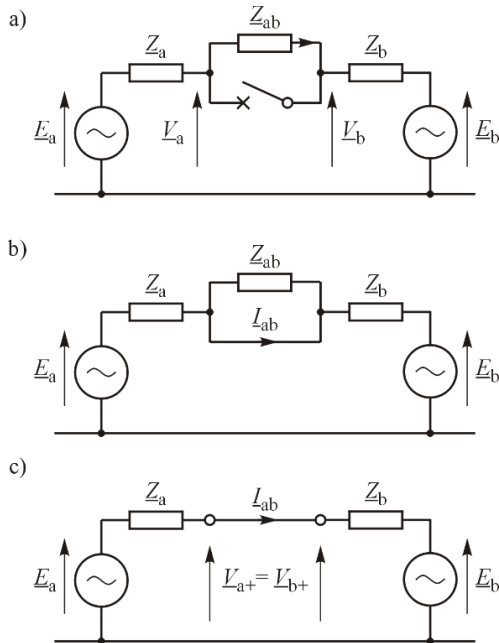 a)
Z_ab
Z_a
Z_b
E_a
V_a
V_b
E_b
b)
Z_ab
Z_a
Z_b
I_ab
E_a
E_b
c)
Z_a
I_ab
Z_b
E_a
V_a+ = V_b+
E_b